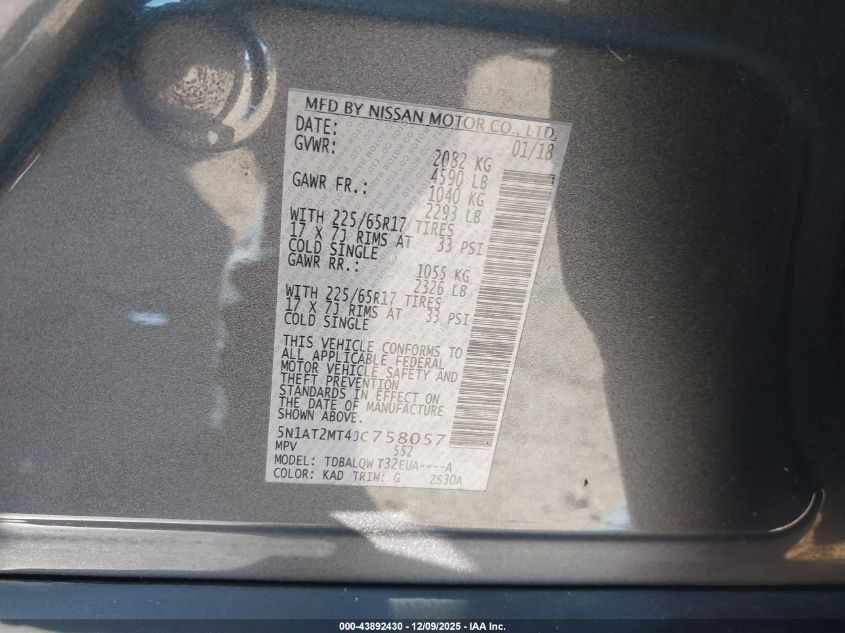 MFD BY NISSAN MOTOR CO., LTD.
DATE: 01/18
GVWR: 2082 KG
4590 LB
GAWR FR.: 1040 KG
2293 LB
WITH 225/65R17 TIRES
17 X 7J RIMS AT 33 PSI
COLD SINGLE
GAWR RR.: 1055 KG
2326 LB
WITH 225/65R17 TIRES
17 X 7J RIMS AT 33 PSI
COLD SINGLE
THIS VEHICLE CONFORMS TO
ALL APPLICABLE FEDERAL
MOTOR VEHICLE SAFETY AND
THEFT PREVENTION
STANDARDS IN EFFECT ON
THE DATE OF MANUFACTURE
SHOWN ABOVE.
5N1AT2MT4JC758057
MPV 552
MODEL: TDBALQWT32EUA----A
COLOR: KAD TRIM: G ZS30A
000-43892430 - 12/09/2025 - IAA Inc.